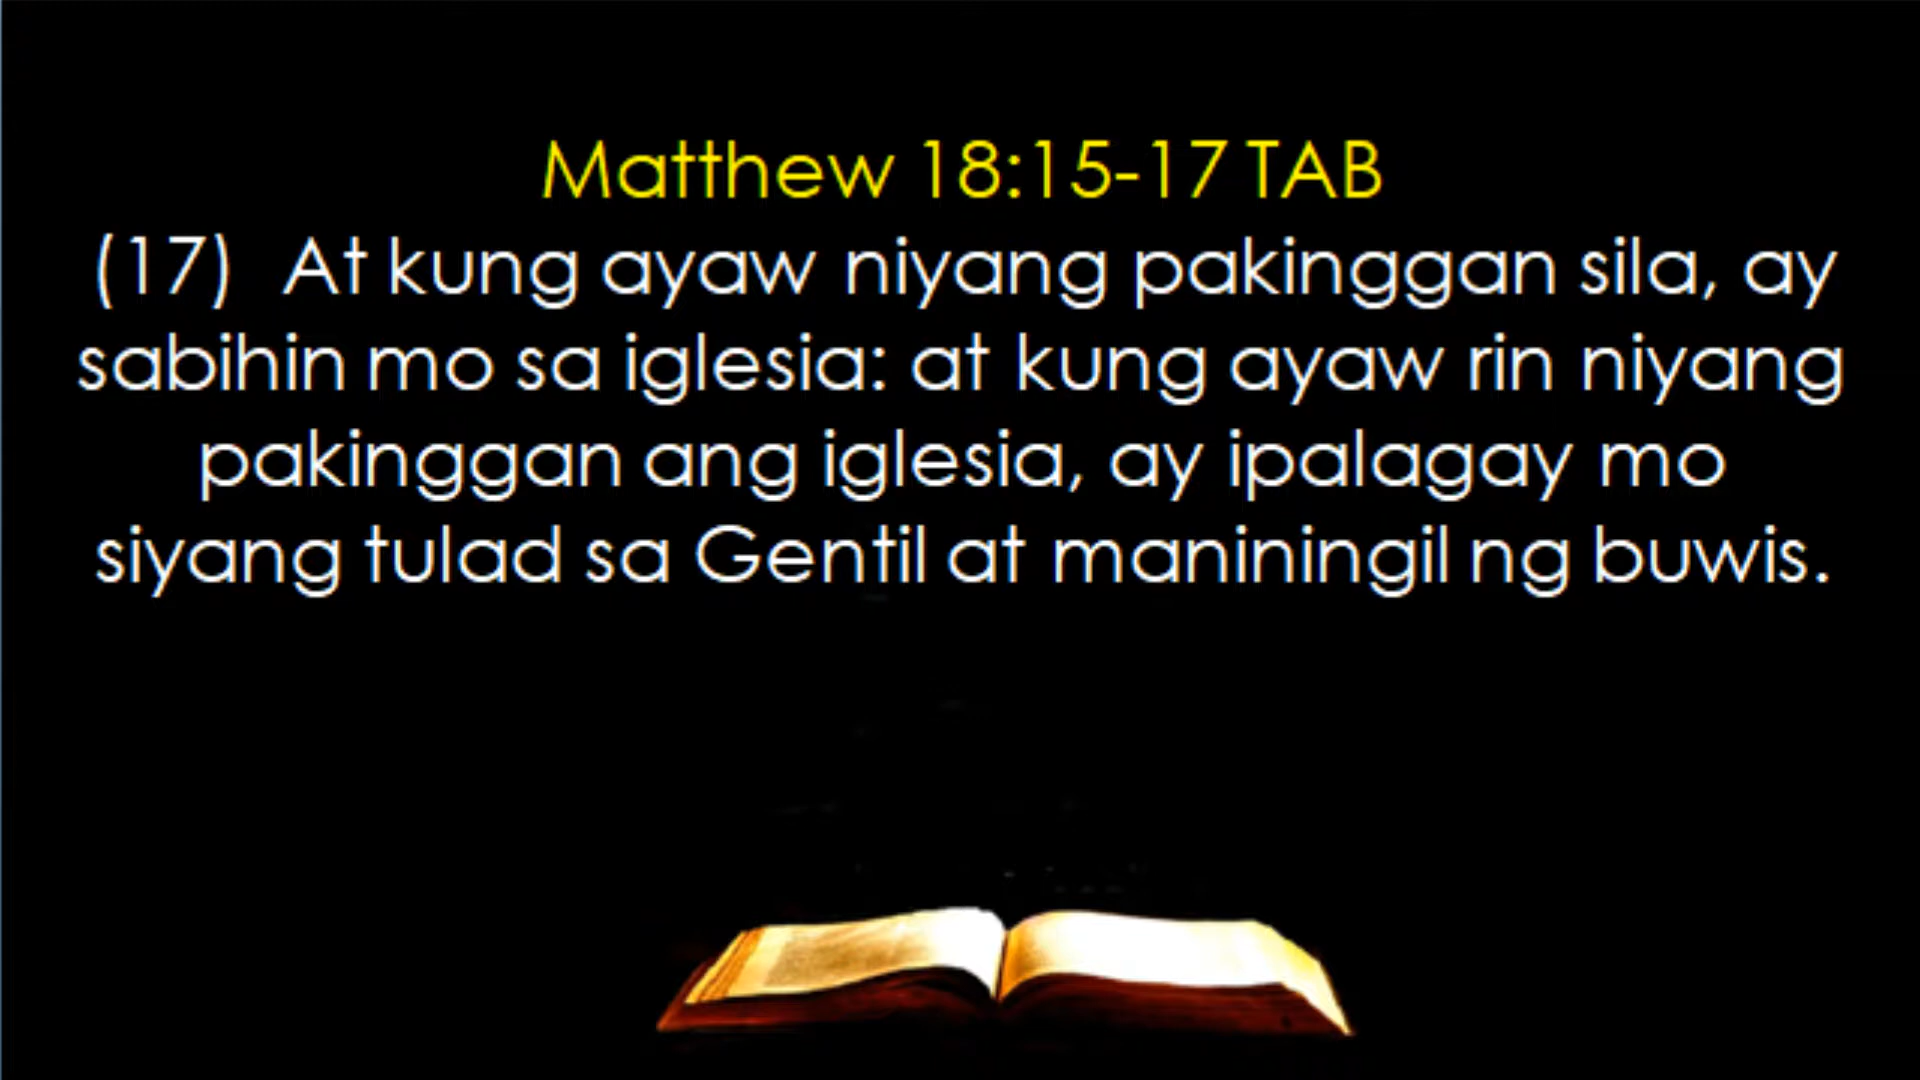 Matthew 18:15-17 TAB
(17) At kung ayaw niyang pakinggan sila, ay
sabihin mo sa iglesia: at kung ayaw rin niyang
pakinggan ang iglesia, ay ipalagay mo
siyang tulad sa Gentil at maniningil ng buwis.